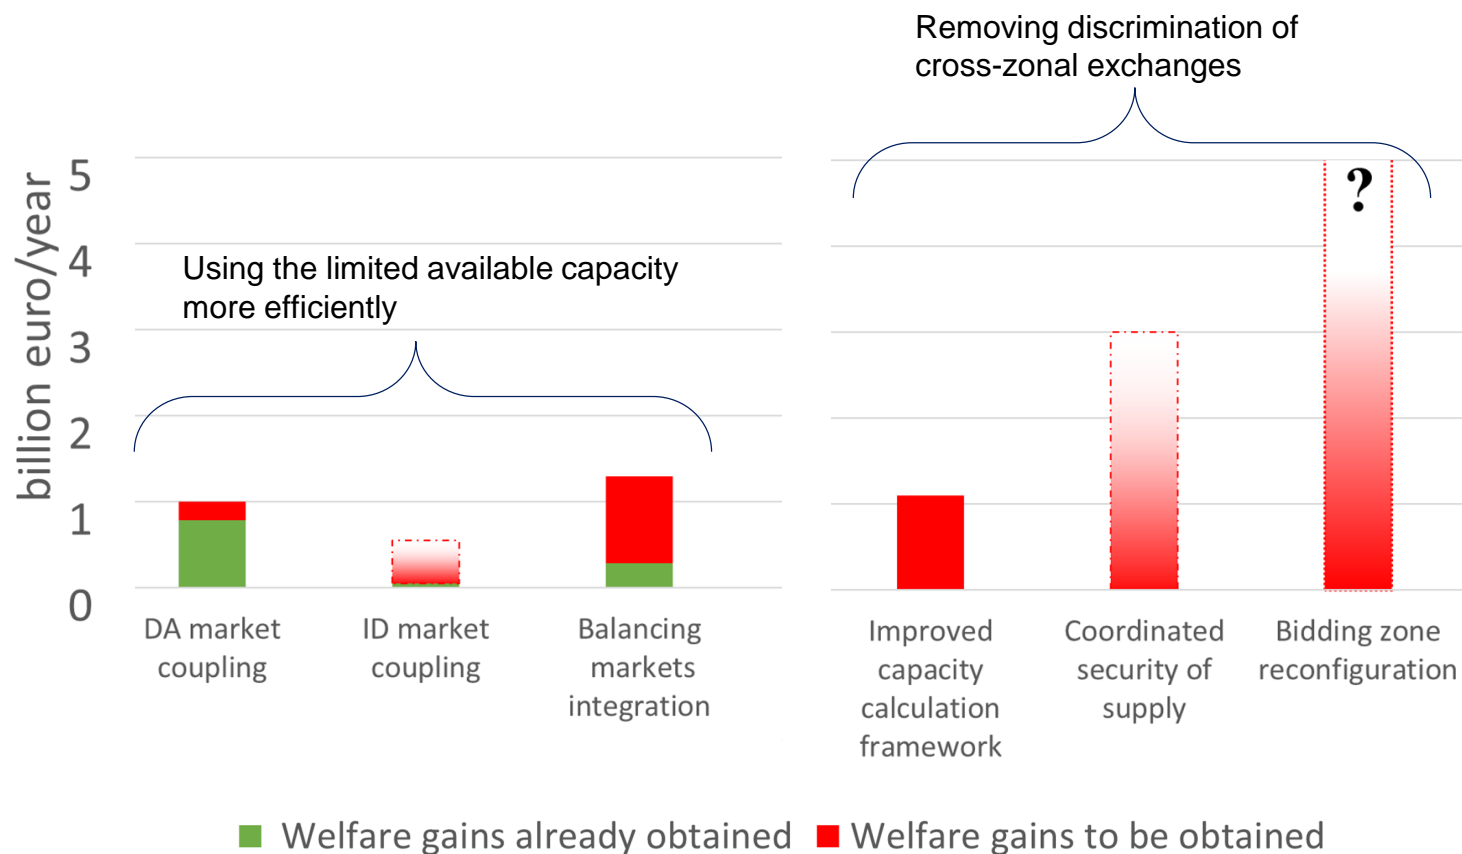 Removing discrimination of
cross-zonal exchanges
Using the limited available capacity
more efficiently
billion euro/year
5
4
3
2
1
0
?
DA market
coupling
ID market
coupling
Balancing
markets
integration
Improved
capacity
calculation
framework
Coordinated
security of
supply
Bidding zone
reconfiguration
Welfare gains already obtained
Welfare gains to be obtained